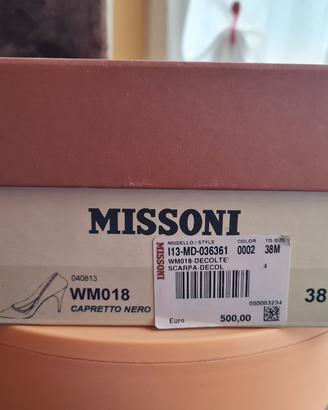 MISSONI
MISSONI
MODELLO / STYLE COLOR TG. SIZE
I13-MD-036361 0002 38M
WM018-DECOLTE'
SCARPA-DECOL 4
000003234
Euro 500,00
040813
WM018
CAPRETTO NERO
38